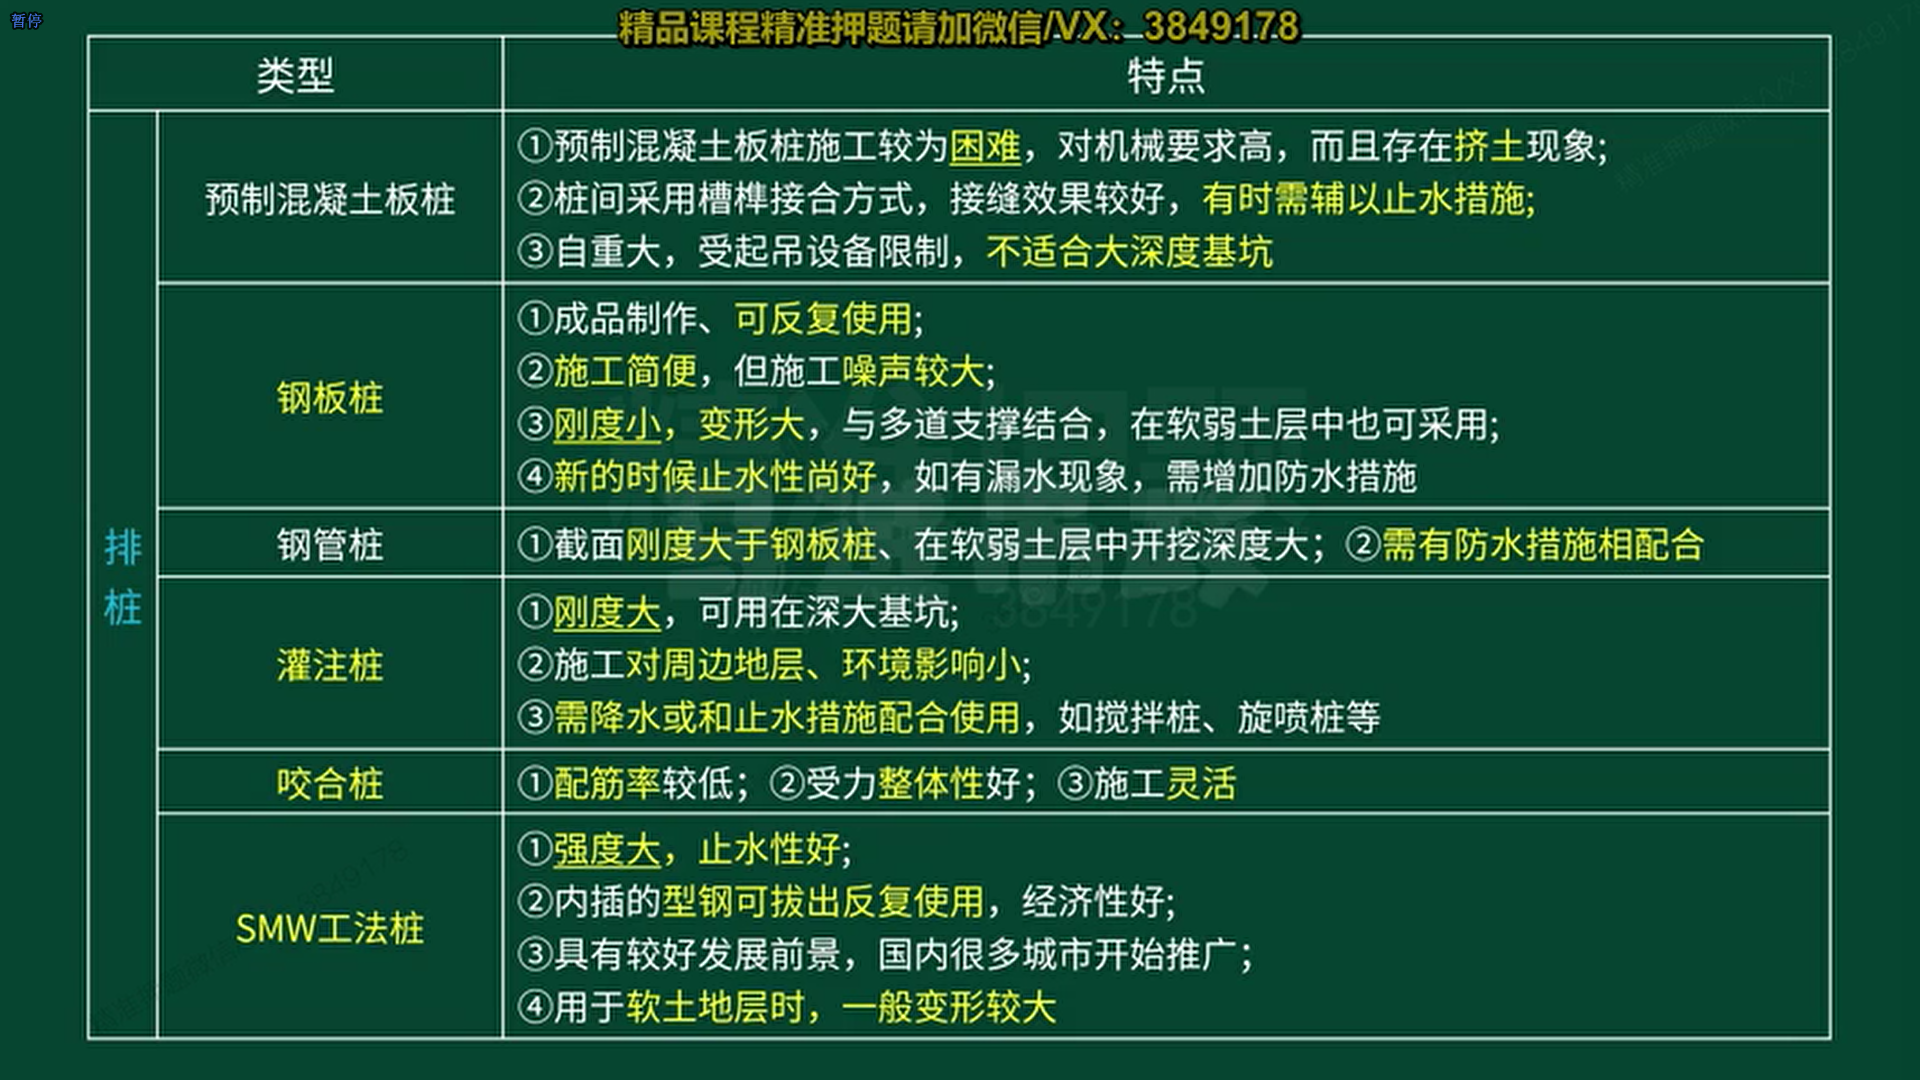 暂停
精品课程精准押题请加微信/VX：3849178
类型
特点
排桩
预制混凝土板桩
①预制混凝土板桩施工较为困难，对机械要求高，而且存在挤土现象;
②桩间采用槽榫接合方式，接缝效果较好，有时需辅以止水措施;
③自重大，受起吊设备限制，不适合大深度基坑
钢板桩
①成品制作、可反复使用;
②施工简便，但施工噪声较大;
③刚度小，变形大，与多道支撑结合，在软弱土层中也可采用;
④新的时候止水性尚好，如有漏水现象，需增加防水措施
钢管桩
①截面刚度大于钢板桩、在软弱土层中开挖深度大；②需有防水措施相配合
灌注桩
①刚度大，可用在深大基坑;
②施工对周边地层、环境影响小;
③需降水或和止水措施配合使用，如搅拌桩、旋喷桩等
咬合桩
①配筋率较低；②受力整体性好；③施工灵活
SMW工法桩
①强度大，止水性好;
②内插的型钢可拔出反复使用，经济性好;
③具有较好发展前景，国内很多城市开始推广；
④用于软土地层时，一般变形较大
3849178